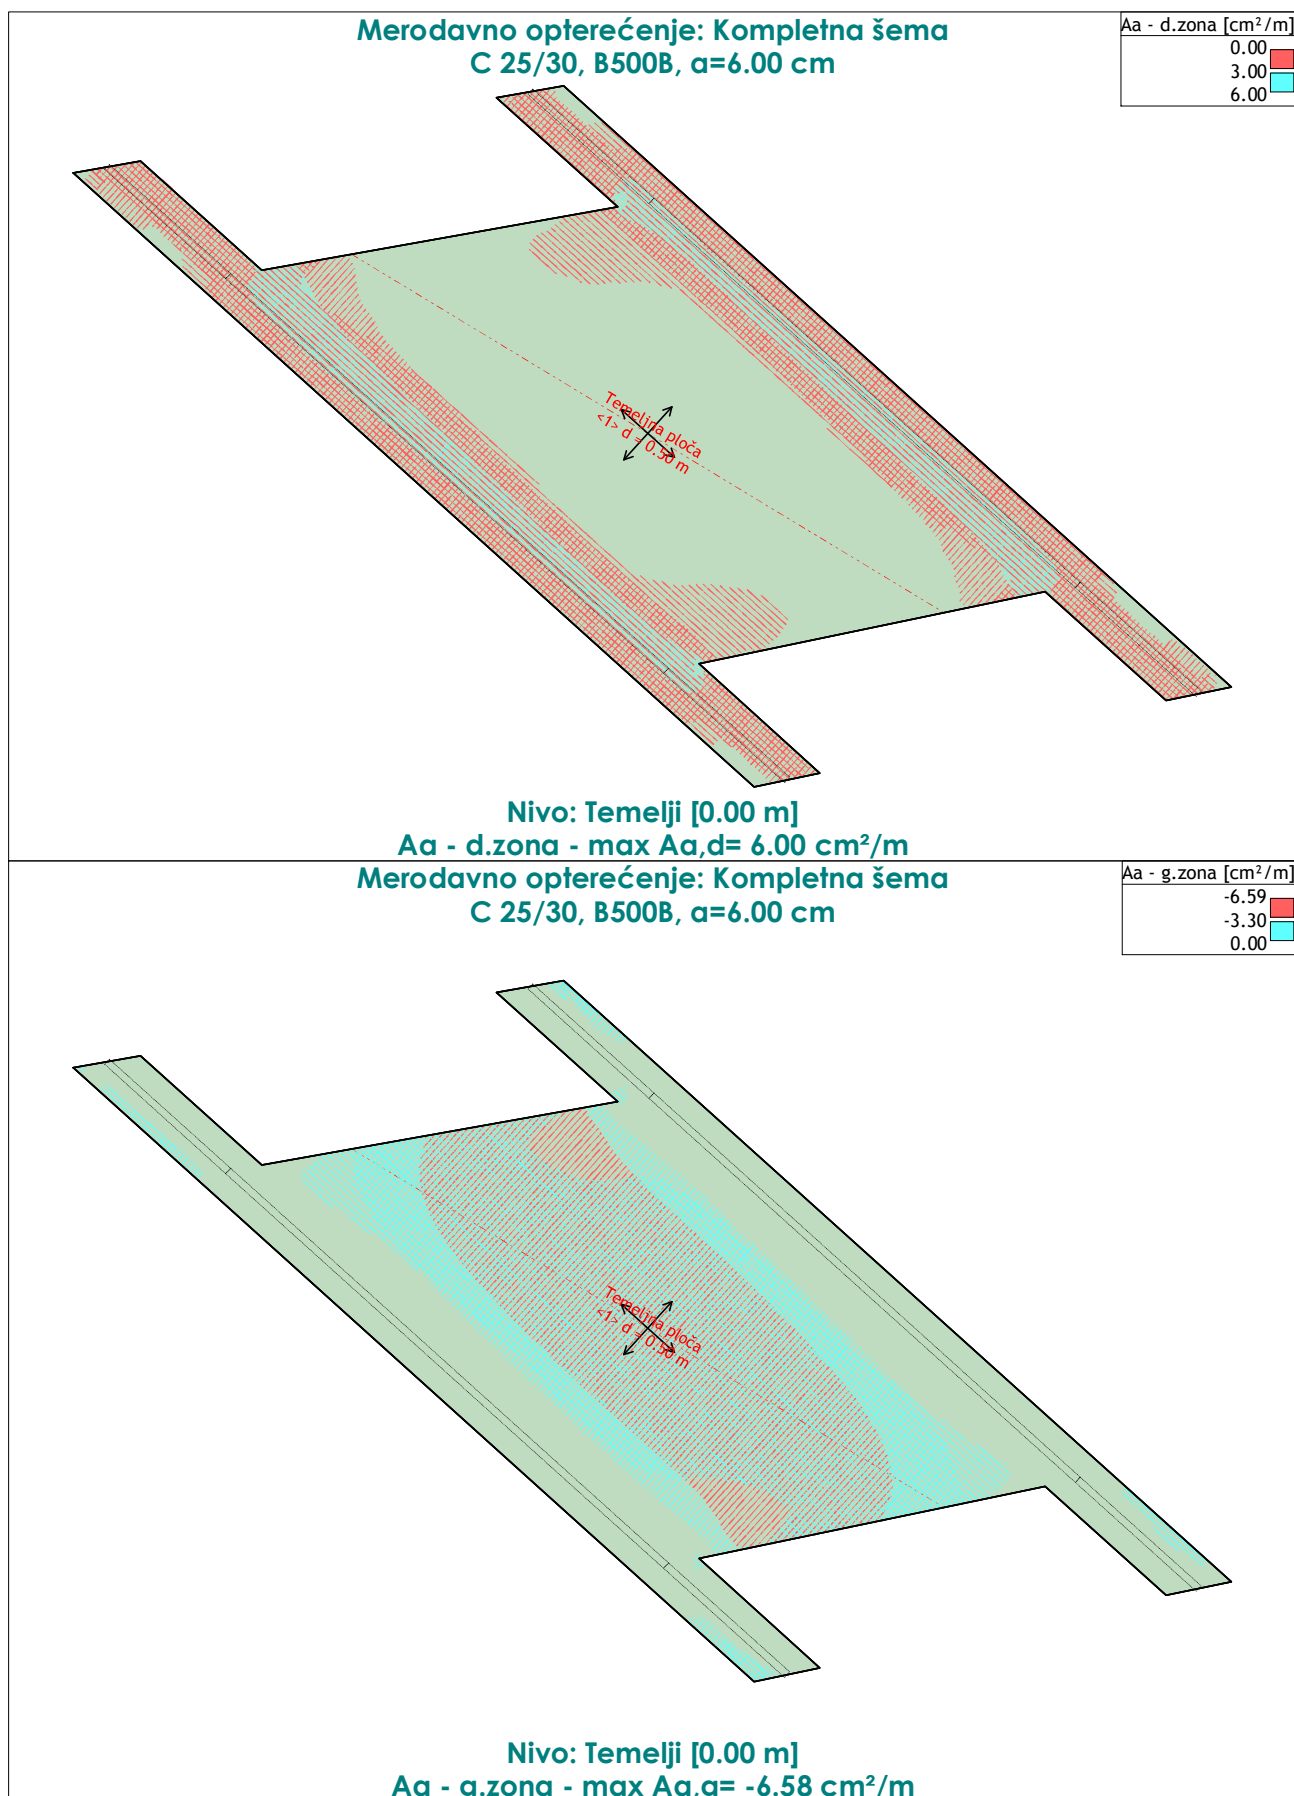 Merodavno opterećenje: Kompletna šema
C 25/30, B500B, a=6.00 cm
Aa - d.zona [cm²/m]
0.00
3.00
6.00
Temeljna ploča
<1> d = 0.50 m
Nivo: Temelji [0.00 m]
Aa - d.zona - max Aa,d= 6.00 cm²/m
Merodavno opterećenje: Kompletna šema
C 25/30, B500B, a=6.00 cm
Aa - g.zona [cm²/m]
-6.59
-3.30
0.00
Temeljna ploča
<1> d = 0.50 m
Nivo: Temelji [0.00 m]
Aa - g.zona - max Aa,g= -6.58 cm²/m